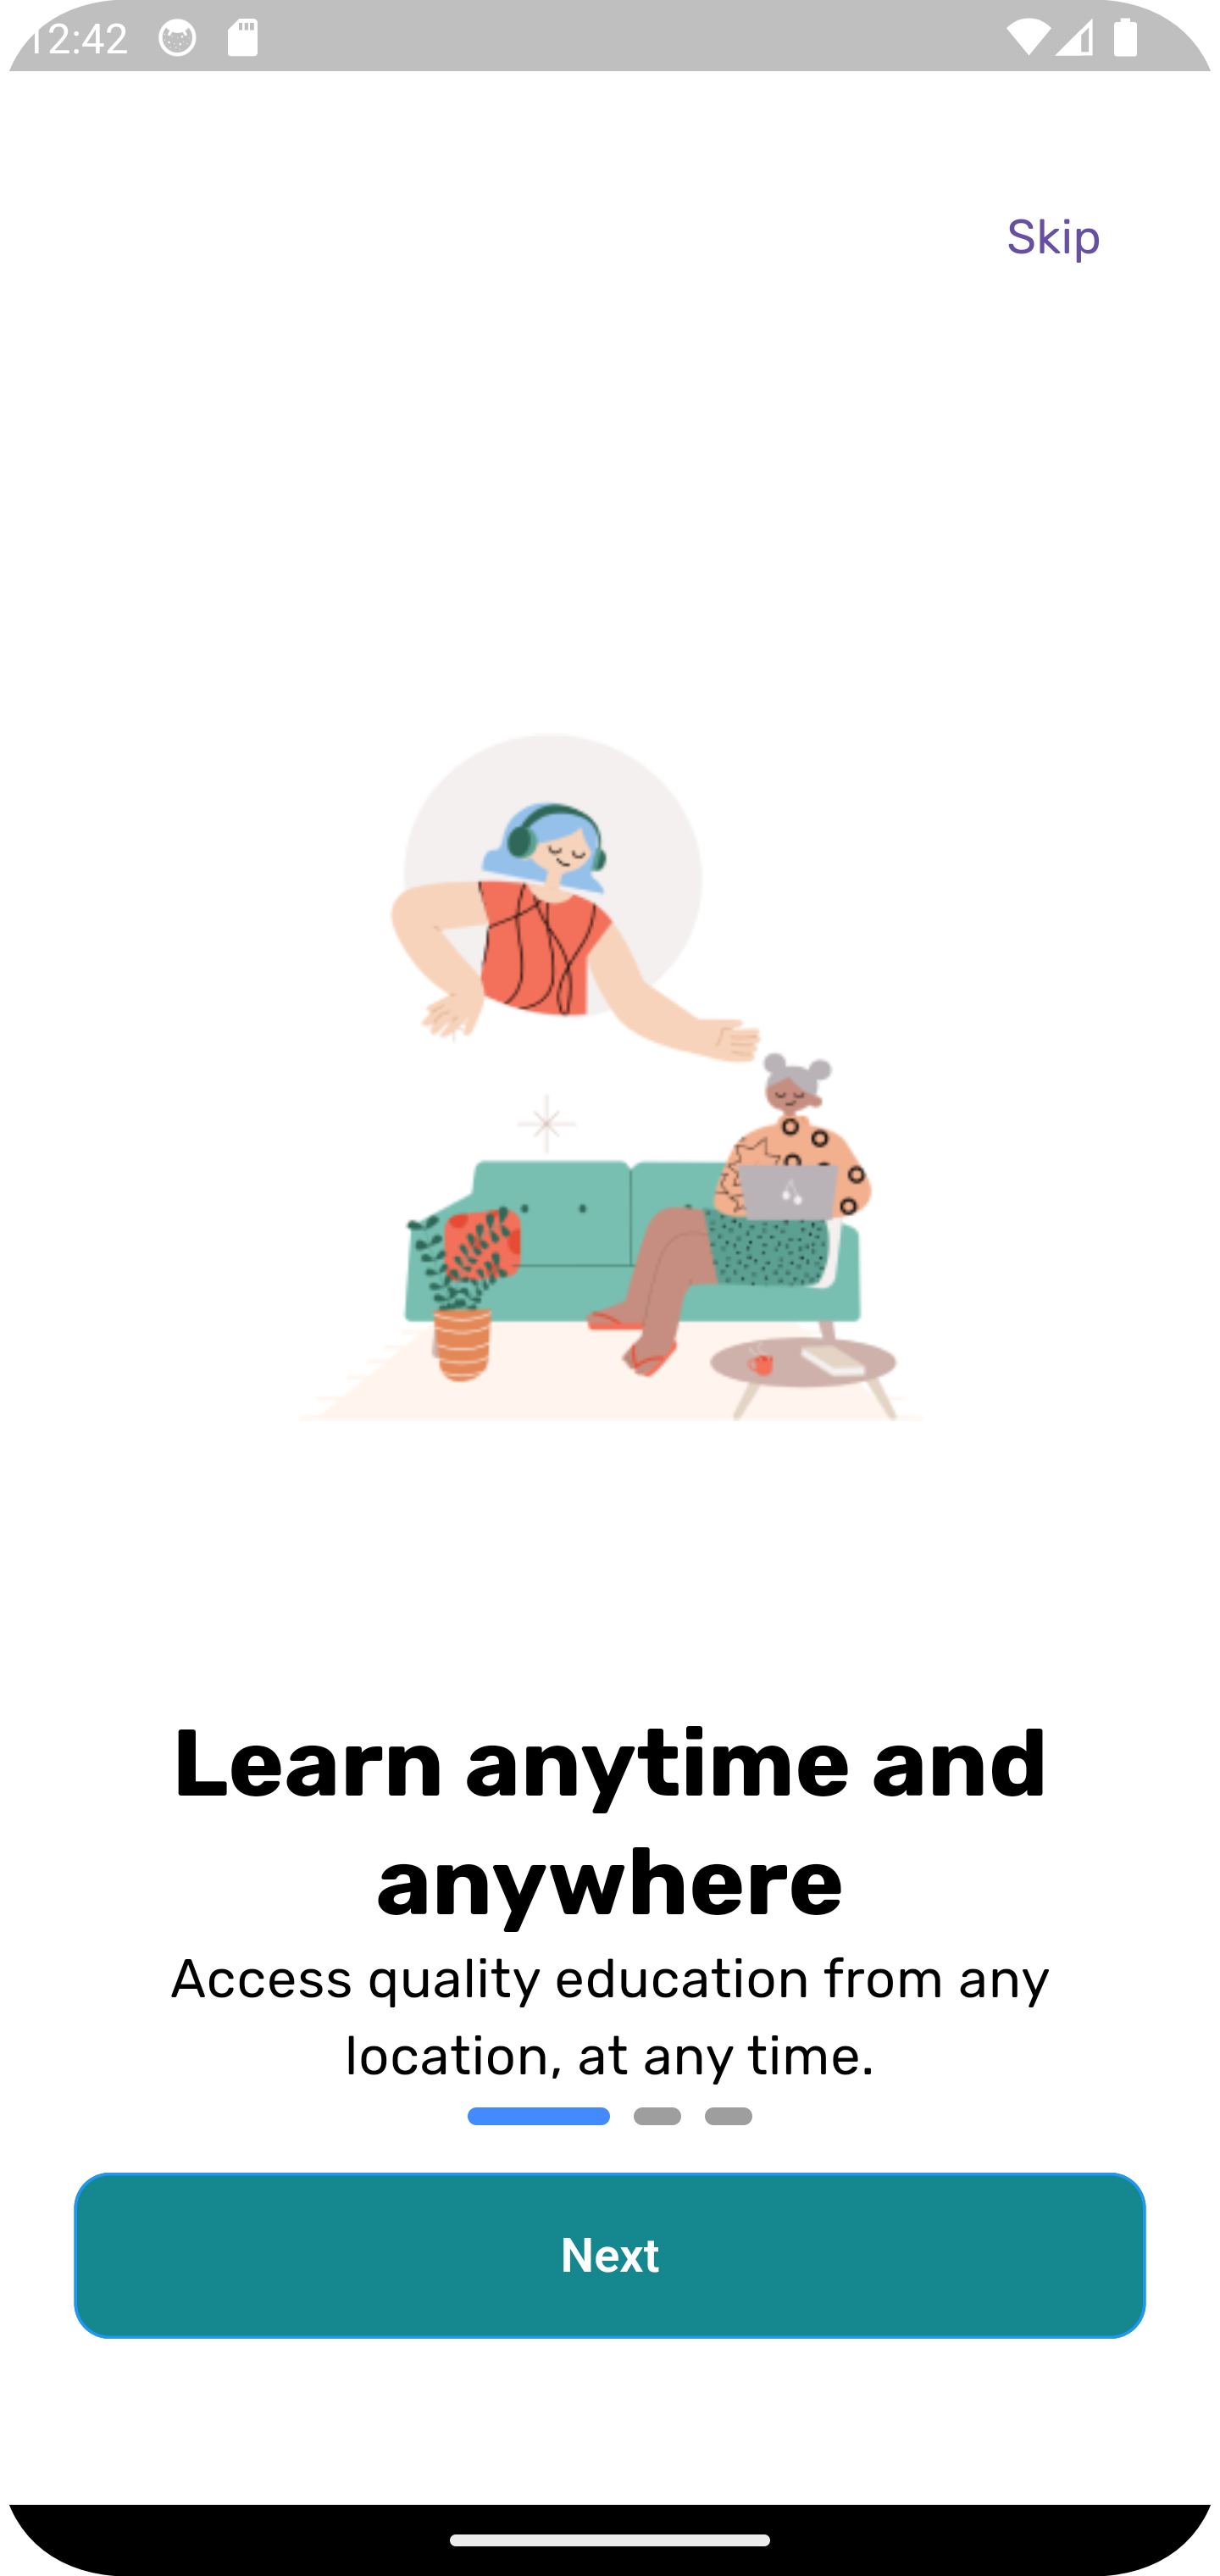 12:42
Skip
Learn anytime and
anywhere
Access quality education from any
location, at any time.
Next